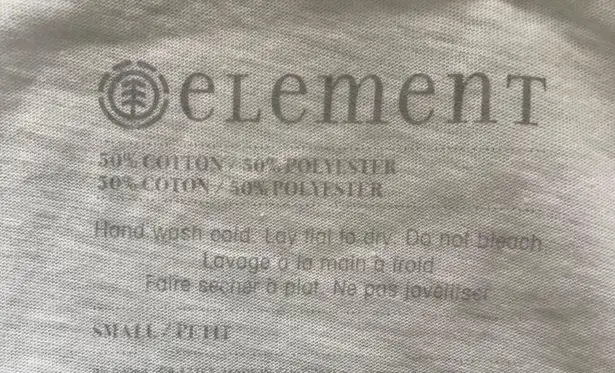 eLemenT
50% COTTON / 50% POLYESTER
50% COTON / 50% POLYESTER
Hand wash cold. Lay flat to dry. Do not bleach.
Lavage à la main à froid
Faire sécher à plat. Ne pas javelliser
SMALL / PETIT